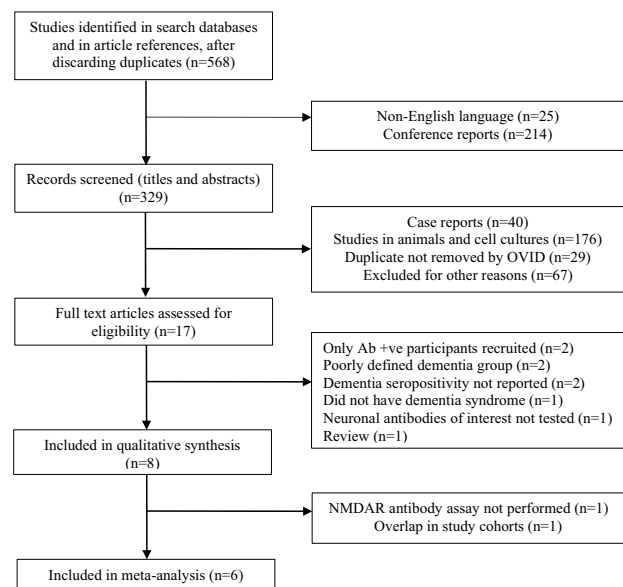 Studies identified in search databases
and in article references, after
discarding duplicates (n=568)
Non-English language (n=25)
Conference reports (n=214)
Records screened (titles and abstracts)
(n=329)
Case reports (n=40)
Studies in animals and cell cultures (n=176)
Duplicate not removed by OVID (n=29)
Excluded for other reasons (n=67)
Full text articles assessed for
eligibility (n=17)
Only Ab +ve participants recruited (n=2)
Poorly defined dementia group (n=2)
Dementia seropositivity not reported (n=2)
Did not have dementia syndrome (n=1)
Neuronal antibodies of interest not tested (n=1)
Review (n=1)
Included in qualitative synthesis
(n=8)
NMDAR antibody assay not performed (n=1)
Overlap in study cohorts (n=1)
Included in meta-analysis (n=6)